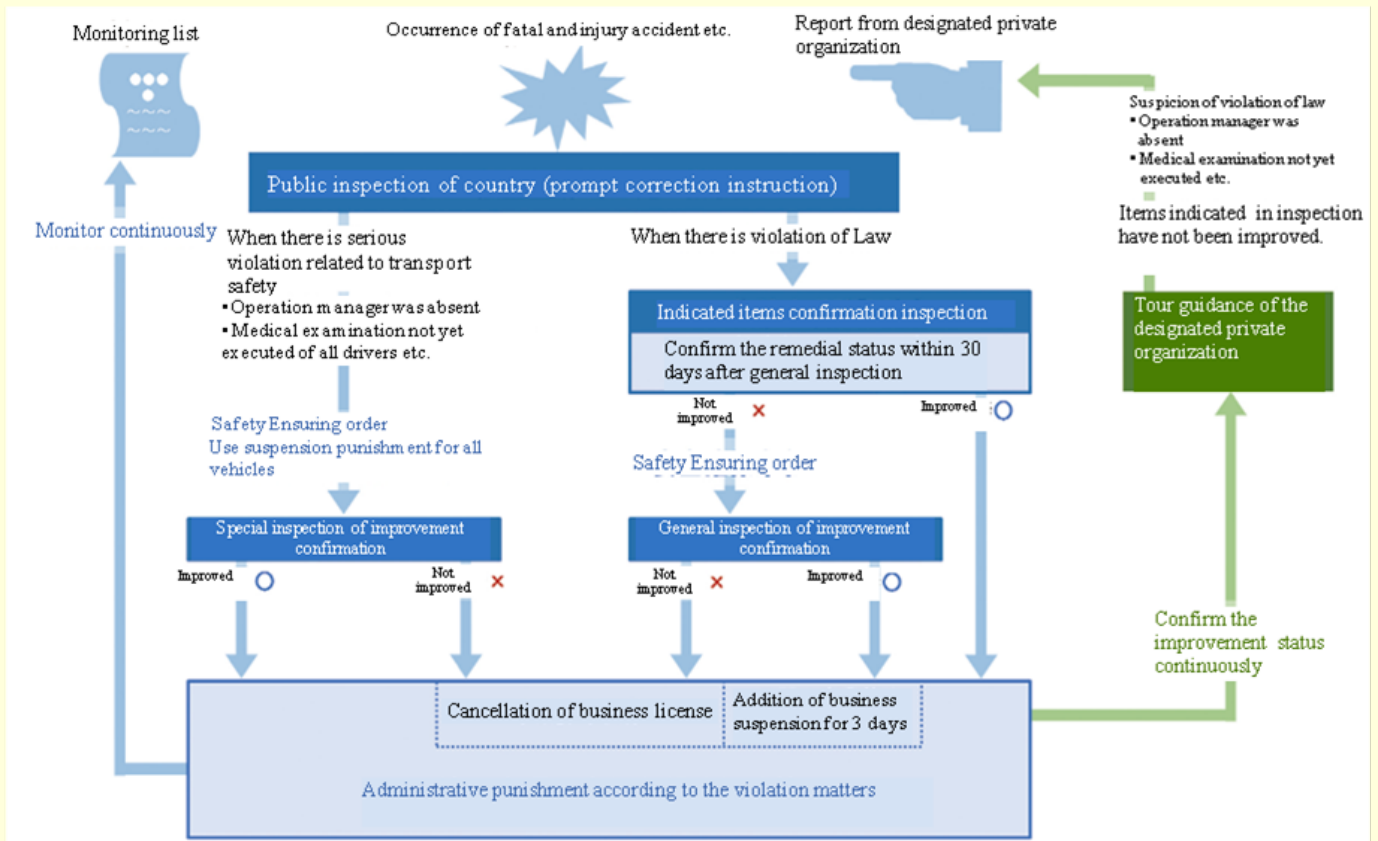 Monitoring list
Occurrence of fatal and injury accident etc.
Report from designated private
organization
Suspicion of violation of law
▪ Operation manager was
absent
▪ Medical examination not yet
executed etc.
Items indicated in inspection
have not been improved.
Public inspection of country (prompt correction instruction)
Monitor continuously
When there is serious
violation related to transport
safety
▪ Operation manager was absent
▪ Medical examination not yet
executed of all drivers etc.
When there is violation of Law
Indicated items confirmation inspection
Confirm the remedial status within 30
days after general inspection
Tour guidance of the
designated private
organization
Not
improved
Improved
Safety Ensuring order
Use suspension punishment for all
vehicles
Safety Ensuring order
Special inspection of improvement
confirmation
General inspection of improvement
confirmation
Improved
Not
improved
Not
improved
Improved
Confirm the
improvement status
continuously
Cancellation of business license
Addition of business
suspension for 3 days
Administrative punishment according to the violation matters